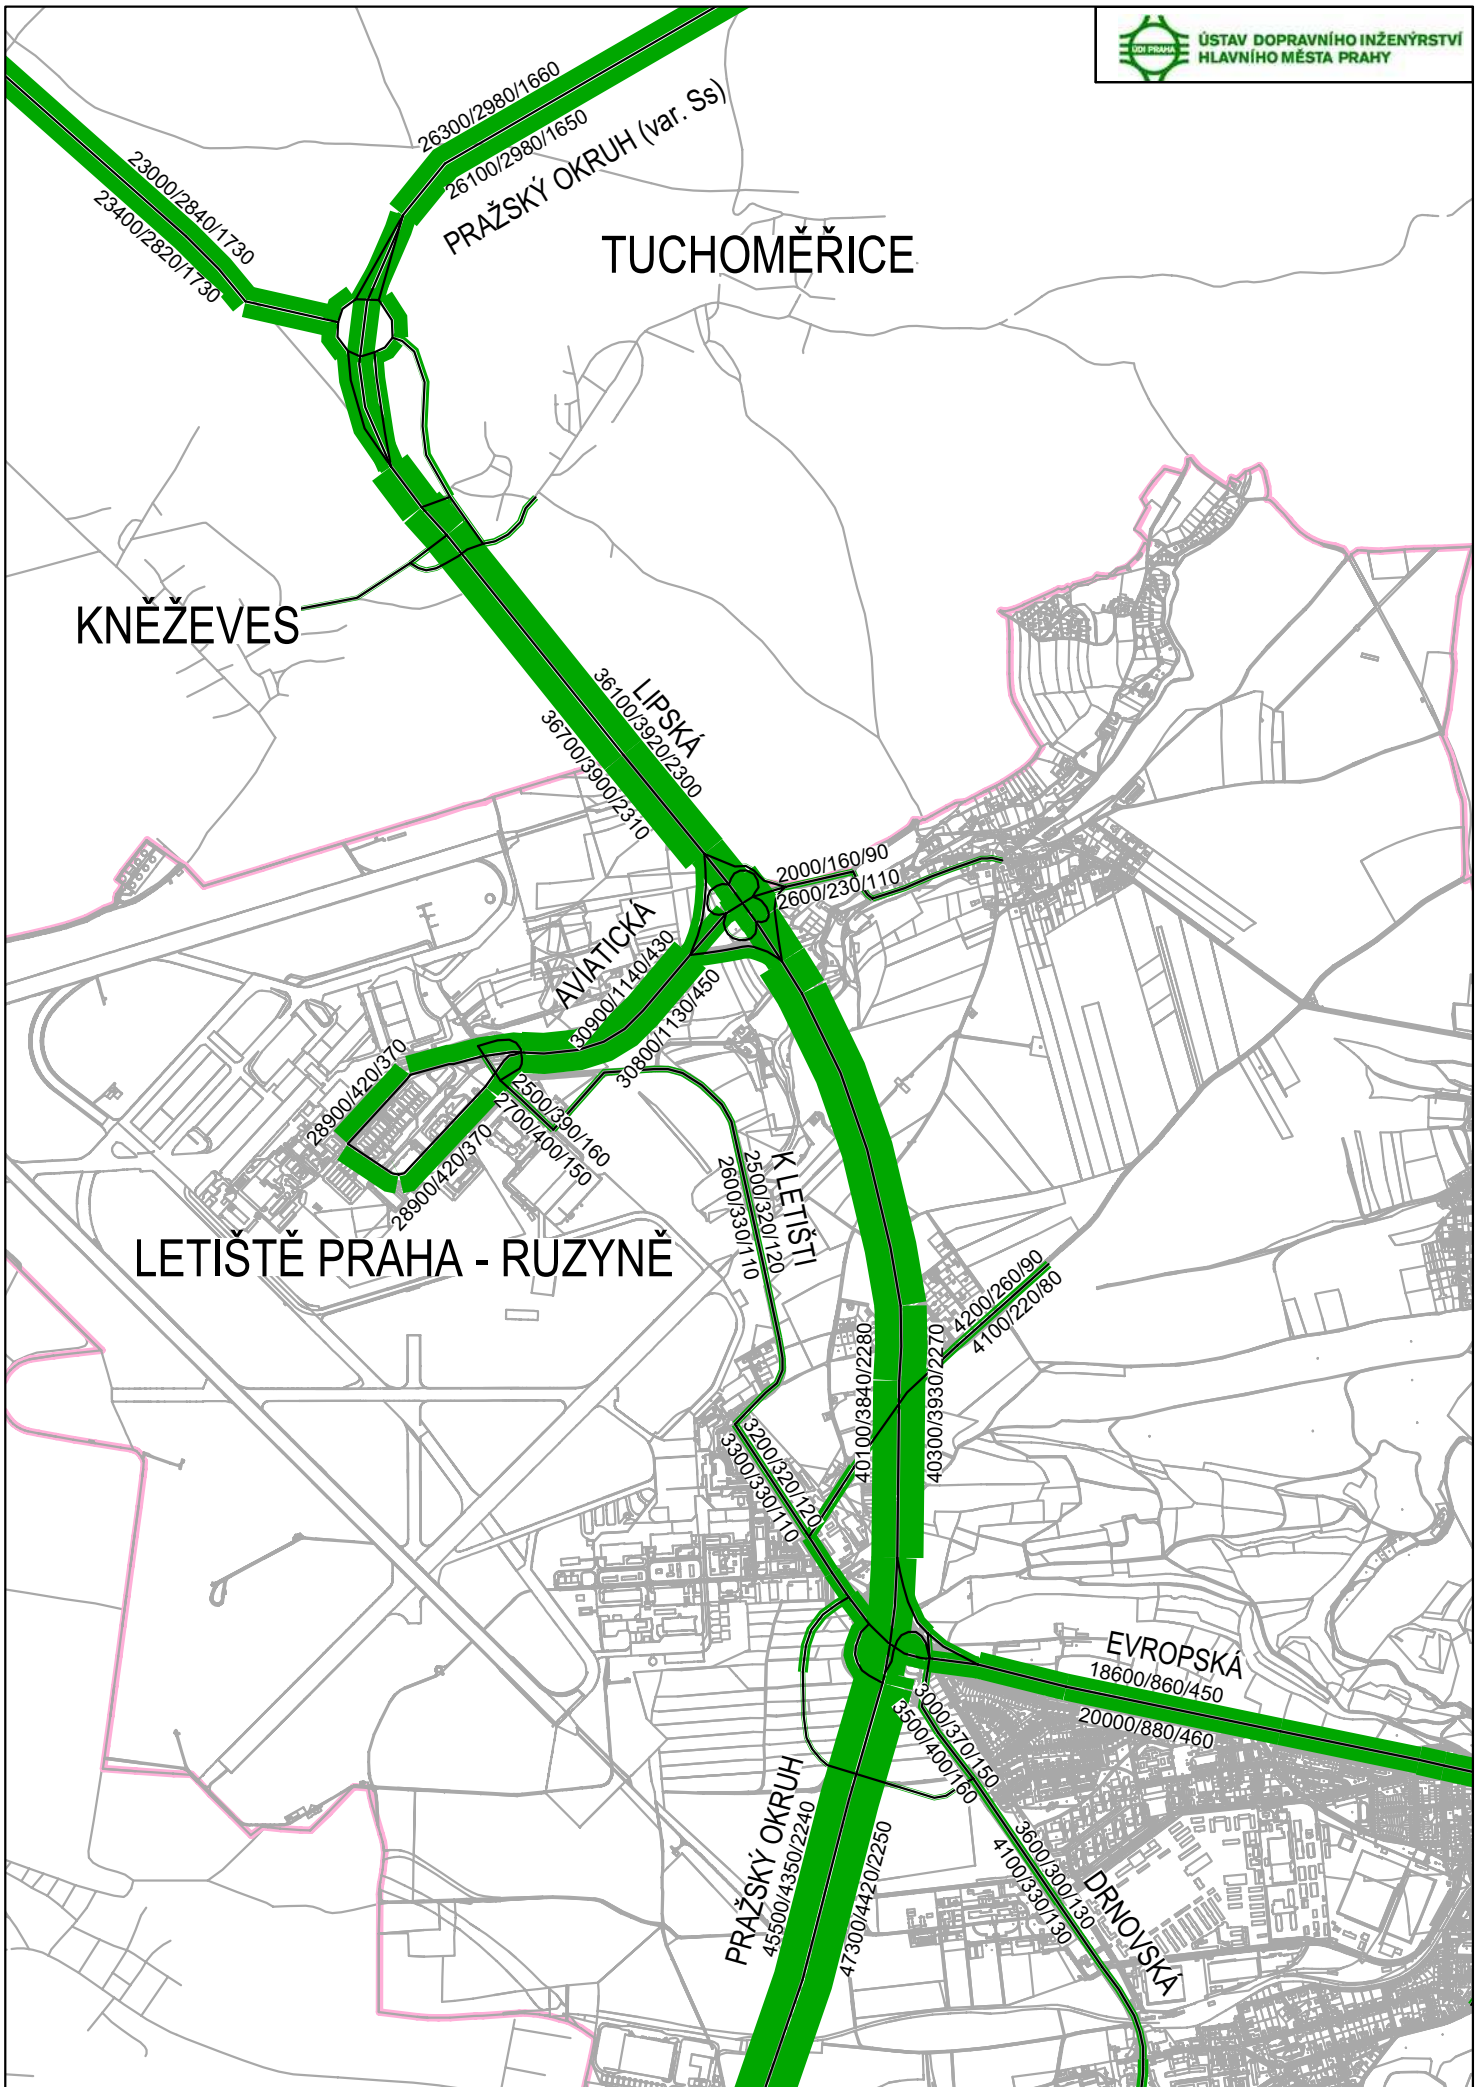 ÚSTAV DOPRAVNÍHO INŽENÝRSTVÍ
HLAVNÍHO MĚSTA PRAHY
ÚDI PRAHA
26300/2980/1660
26100/2980/1650
PRAŽSKÝ OKRUH (var. Ss)
23000/2840/1730
23400/2820/1730
TUCHOMĚŘICE
KNĚŽEVES
LIPSKÁ
36100/3920/2300
36700/3900/2310
2000/160/90
2600/230/110
AVIATICKÁ
30900/1140/430
30800/1130/450
28900/420/370
28900/420/370
2500/390/160
2700/400/150
K LETIŠTI
2500/320/120
2600/330/110
LETIŠTĚ PRAHA - RUZYNĚ
4200/260/90
4100/220/80
40100/3840/2280
40300/3930/2270
3200/320/120
3300/330/110
EVROPSKÁ
18600/860/450
20000/880/460
3000/370/150
3500/400/160
PRAŽSKÝ OKRUH
45500/4350/2240
47300/4420/2250
3600/300/130
4100/330/130
DRNOVSKÁ